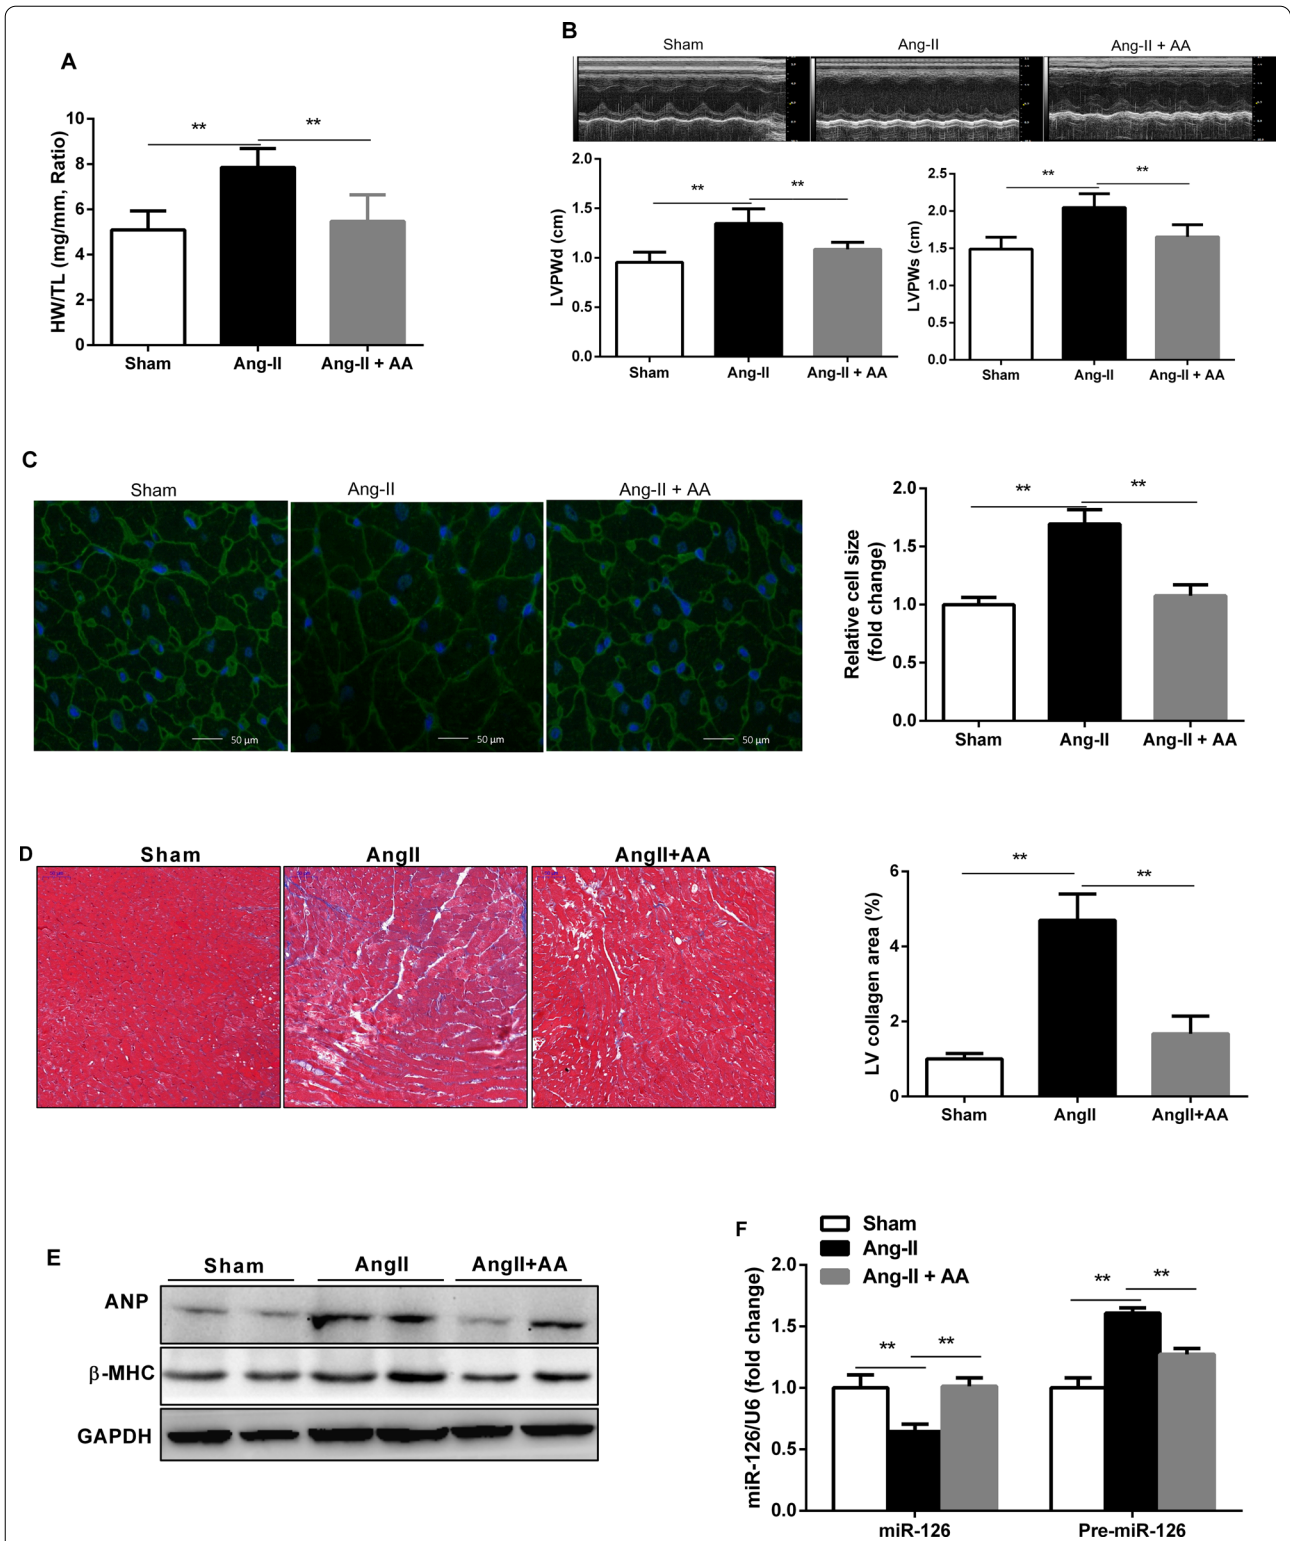 A
HW/TL (mg/mm, Ratio)
10
8
6
4
2
0
** **
Sham Ang-II Ang-II + AA
B
Sham Ang-II Ang-II + AA
LVPWd (cm)
2.0
1.5
1.0
0.5
0.0
** **
Sham Ang-II Ang-II + AA
LVPWs (cm)
2.5
2.0
1.5
1.0
0.5
0.0
** **
Sham Ang-II Ang-II + AA
C
Sham Ang-II Ang-II + AA
50 µm 50 µm 50 µm
Relative cell size
(fold change)
2.0
1.5
1.0
0.5
0.0
** **
Sham Ang-II Ang-II + AA
D
Sham AngII AngII+AA
LV collagen area (%)
6
4
2
0
** **
Sham AngII AngII+AA
E
Sham AngII AngII+AA
ANP
β-MHC
GAPDH
F
Sham
Ang-II
Ang-II + AA
miR-126/U6 (fold change)
2.0
1.5
1.0
0.5
0.0
** ** ** **
miR-126 Pre-miR-126